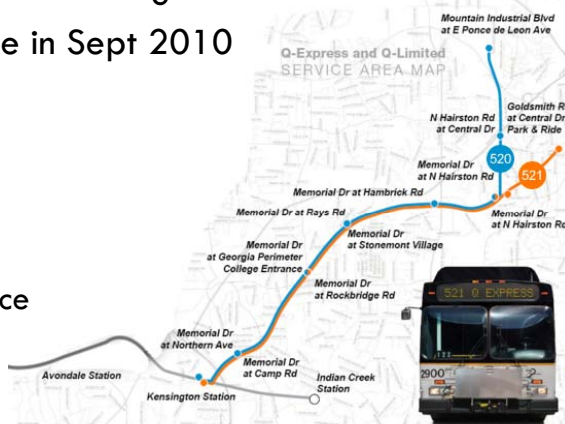 e in Sept 2010
Q-Express and Q-Limited
SERVICE AREA MAP
Mountain Industrial Blvd
at E Ponce de Leon Ave
Goldsmith R
at Central Dr
Park & Ride
N Hairston Rd
at Central Dr
520
521
Memorial Dr
at N Hairston Rd
Memorial Dr at Hambrick Rd
Memorial Dr
at N Hairston Rd
Memorial Dr at Rays Rd
Memorial Dr
at Stonemont Village
Memorial Dr
at Georgia Perimeter
College Entrance
Memorial Dr
at Rockbridge Rd
ce
521 Q EXPRESS
Memorial Dr
at Northern Ave
Memorial Dr
at Camp Rd
2900
Avondale Station
Kensington Station
Indian Creek
Station